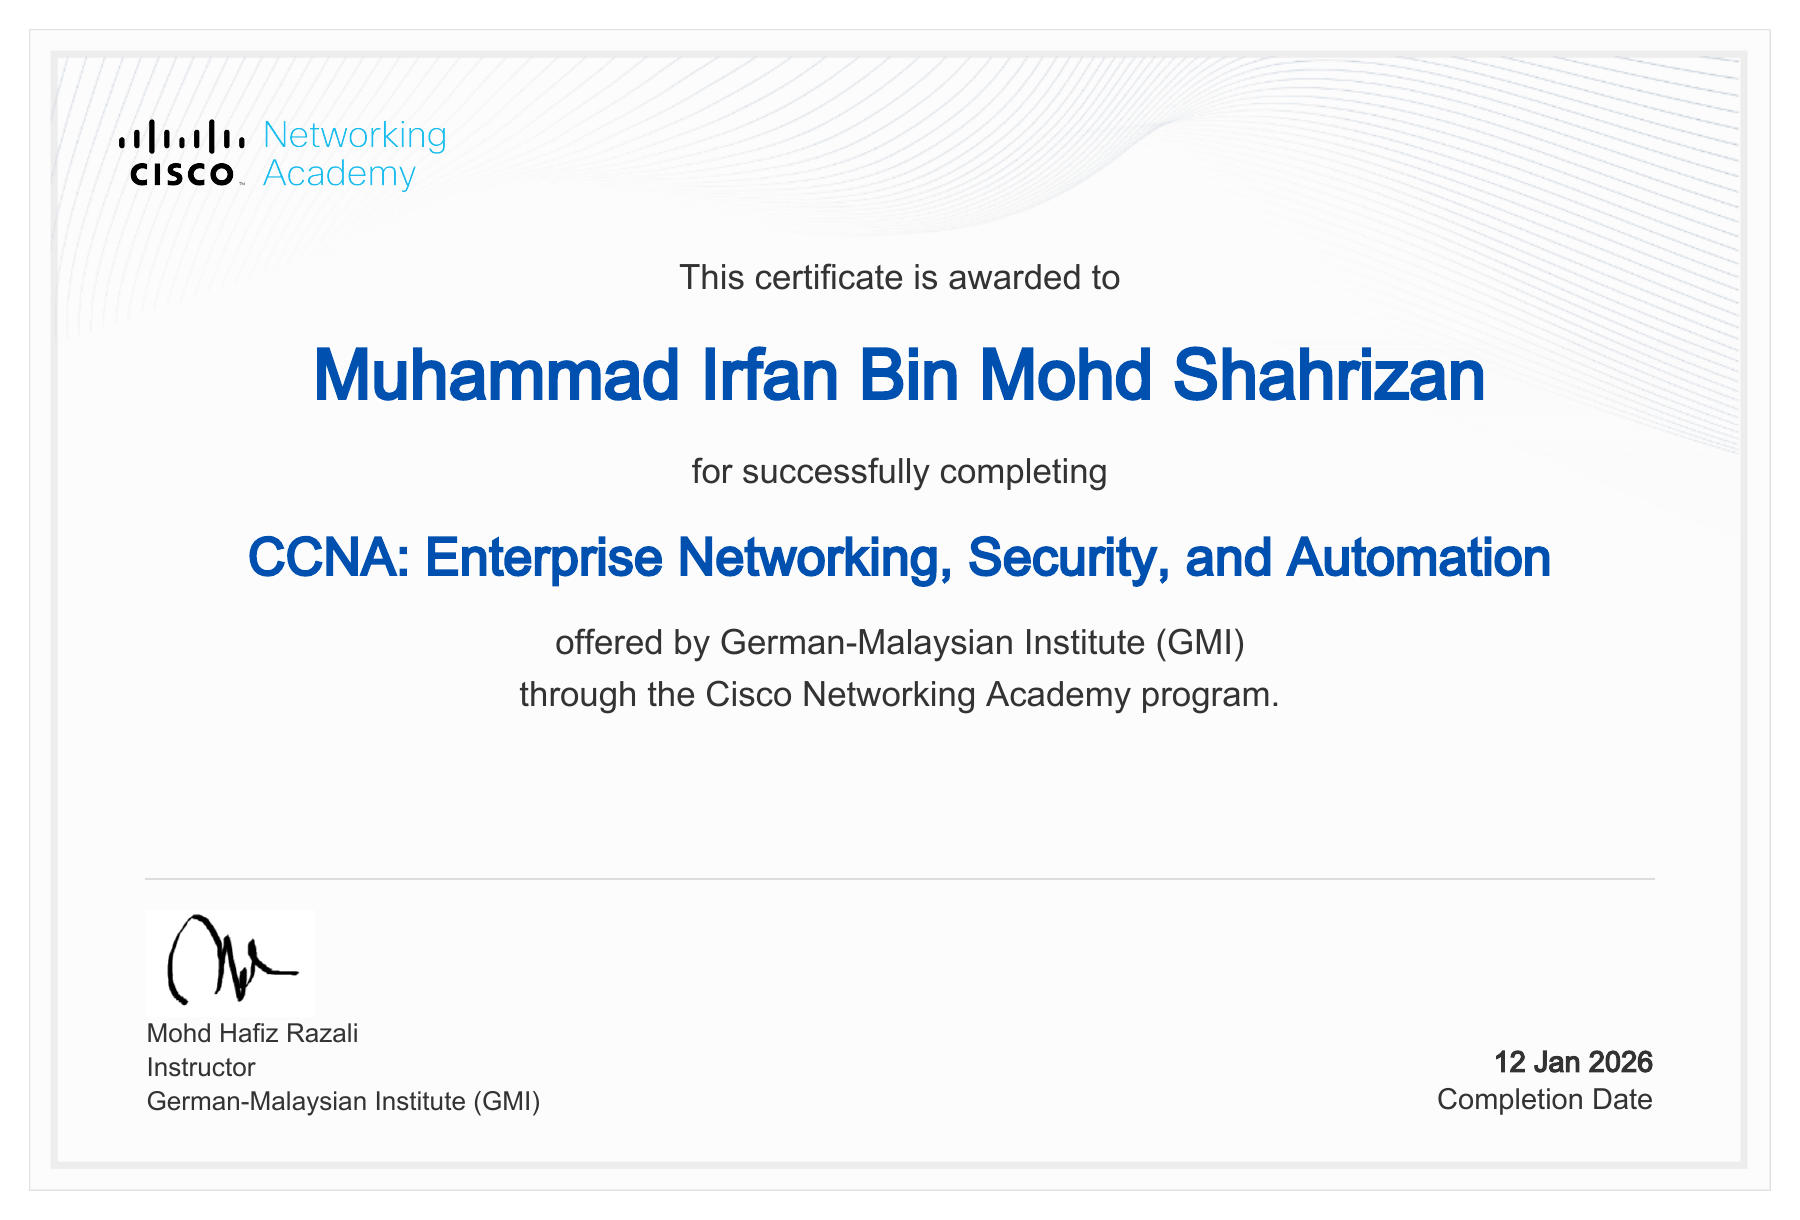 CISCO™
Networking
Academy
This certificate is awarded to
Muhammad Irfan Bin Mohd Shahrizan
for successfully completing
CCNA: Enterprise Networking, Security, and Automation
offered by German-Malaysian Institute (GMI)
through the Cisco Networking Academy program.
Mohd Hafiz Razali
Instructor
German-Malaysian Institute (GMI)
12 Jan 2026
Completion Date